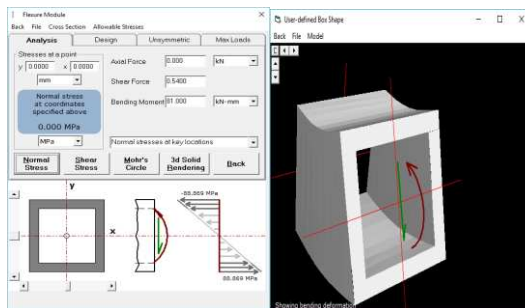 Flexure Module
Back File Cross Section Allowable Stresses
Analysis Design Unsymmetric Max Loads
Stresses at a point
y 0.0000 x 0.0000
mm
Normal stress
at coordinates
specified above
0.000 MPa
MPa
Axial Force 0.000 kN
Shear Force 0.5400
Bending Moment 81.000 kN-mm
Normal stresses at key locations
Normal Stress
Shear Stress
Mohr's Circle
3d Solid Rendering
Back
y
x
-88.869 MPa
88.869 MPa
User-defined Box Shape
Back File Model
C
Showing bending deformation